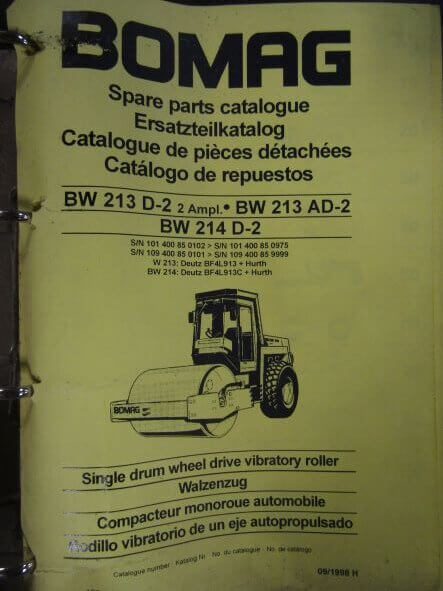 BOMAG
Spare parts catalogue
Ersatzteilkatalog
Catalogue de pièces détachées
Catálogo de repuestos
BW 213 D-2 2 Ampl.• BW 213 AD-2
BW 214 D-2
S/N 101 400 85 0102 > S/N 101 400 85 0975
S/N 109 400 85 0101 > S/N 109 400 85 9999
W 213: Deutz BF4L913 + Hurth
BW 214: Deutz BF4L913C + Hurth
BOMAG
Single drum wheel drive vibratory roller
Walzenzug
Compacteur monoroue automobile
Rodillo vibratorio de un eje autopropulsado
Catalogue number Katalog Nr. No. du catalogue No. de catálogo
09/1998 H